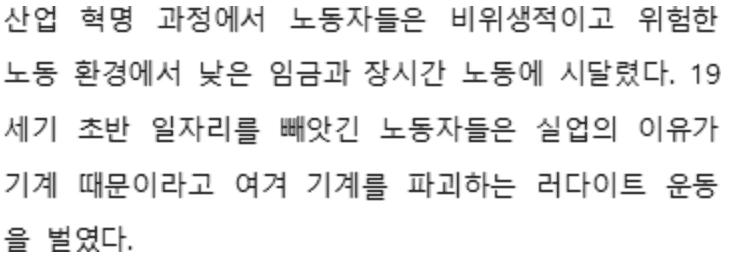 산업 혁명 과정에서 노동자들은 비위생적이고 위험한
노동 환경에서 낮은 임금과 장시간 노동에 시달렸다. 19
세기 초반 일자리를 빼앗긴 노동자들은 실업의 이유가
기계 때문이라고 여겨 기계를 파괴하는 러다이트 운동
을 벌였다.